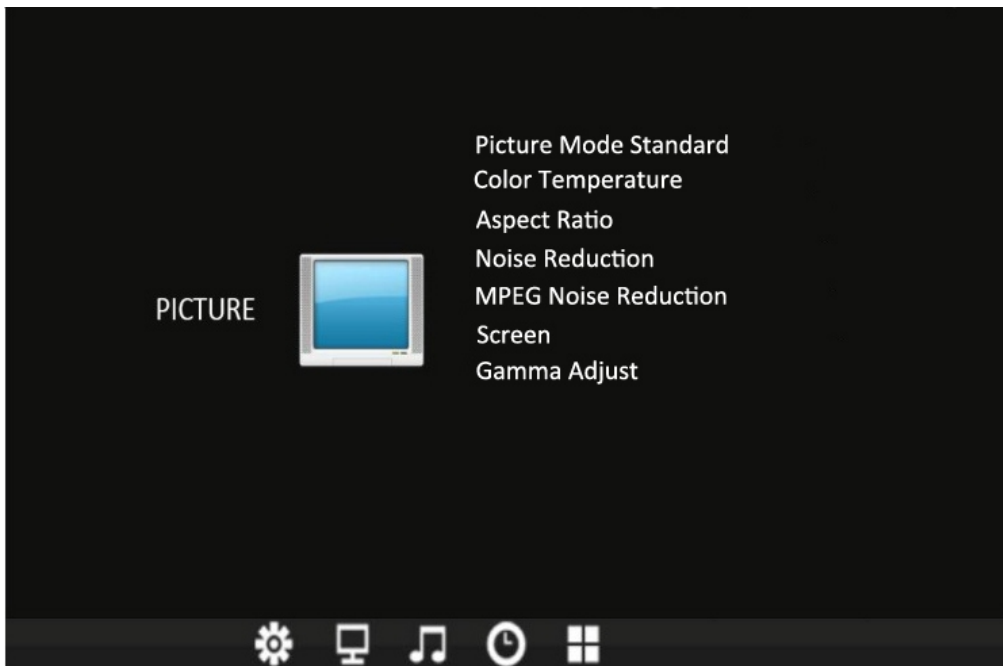 Picture Mode Standard
Color Temperature
Aspect Ratio
Noise Reduction
MPEG Noise Reduction
PICTURE
Screen
Gamma Adjust